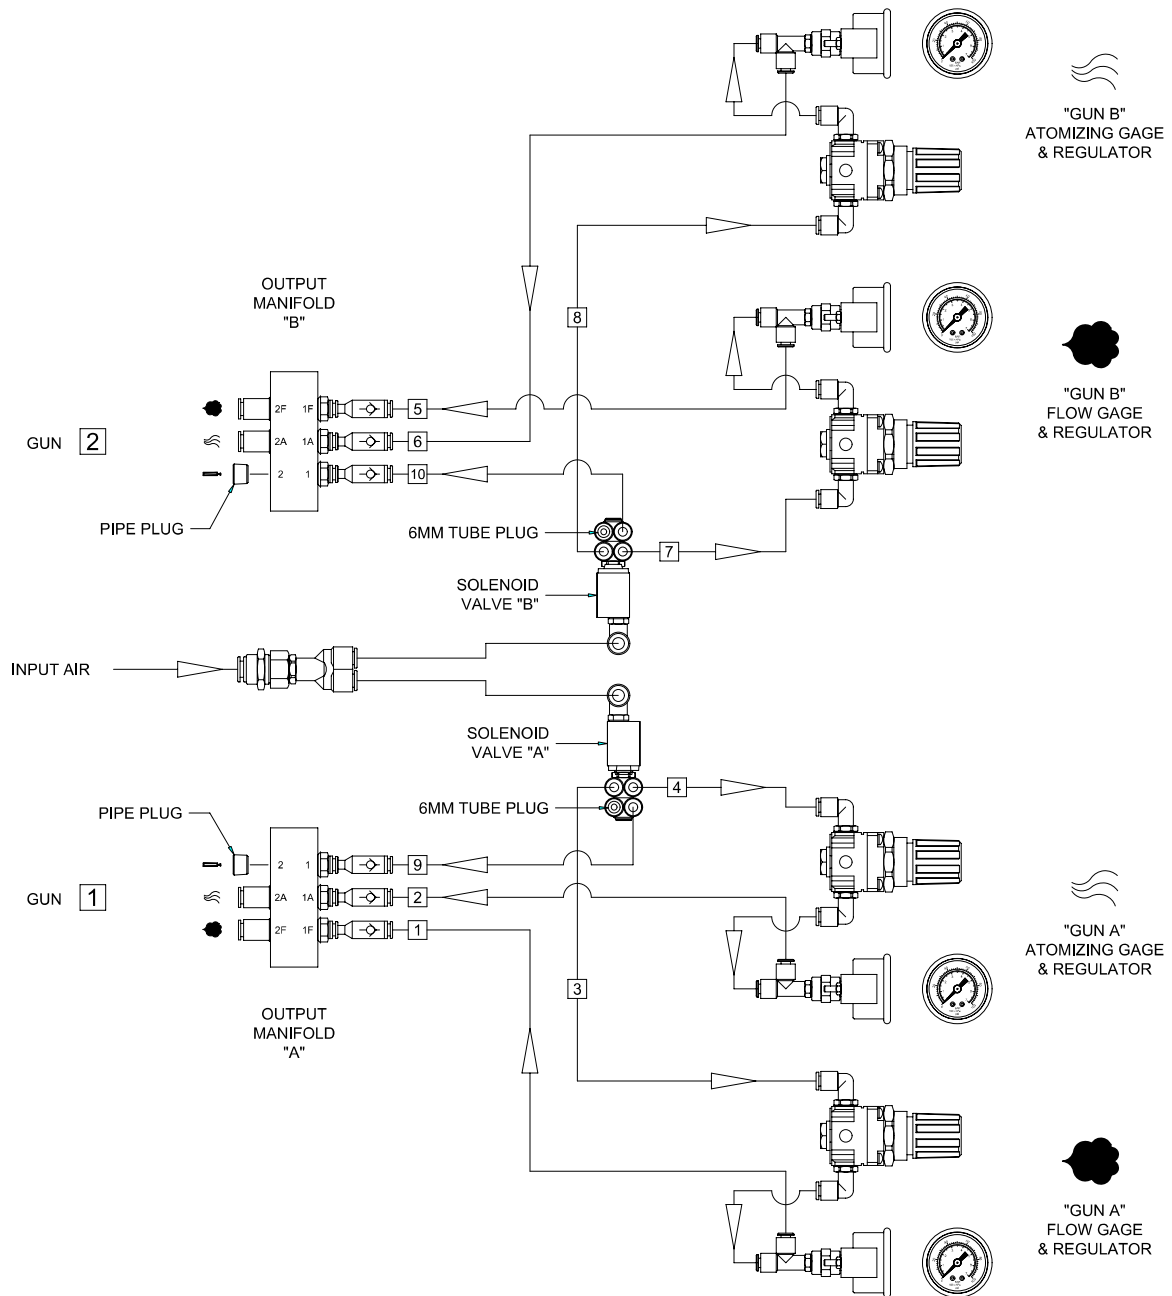 "GUN B"
ATOMIZING GAGE
& REGULATOR
OUTPUT
MANIFOLD
"B"
8
"GUN B"
FLOW GAGE
& REGULATOR
2F 1F 5
GUN 2 2A 1A 6
2 1 10
PIPE PLUG
6MM TUBE PLUG
7
SOLENOID
VALVE "B"
INPUT AIR
SOLENOID
VALVE "A"
4
PIPE PLUG
6MM TUBE PLUG
2 1 9
GUN 1 2A 1A 2
2F 1F 1
"GUN A"
ATOMIZING GAGE
& REGULATOR
3
OUTPUT
MANIFOLD
"A"
"GUN A"
FLOW GAGE
& REGULATOR